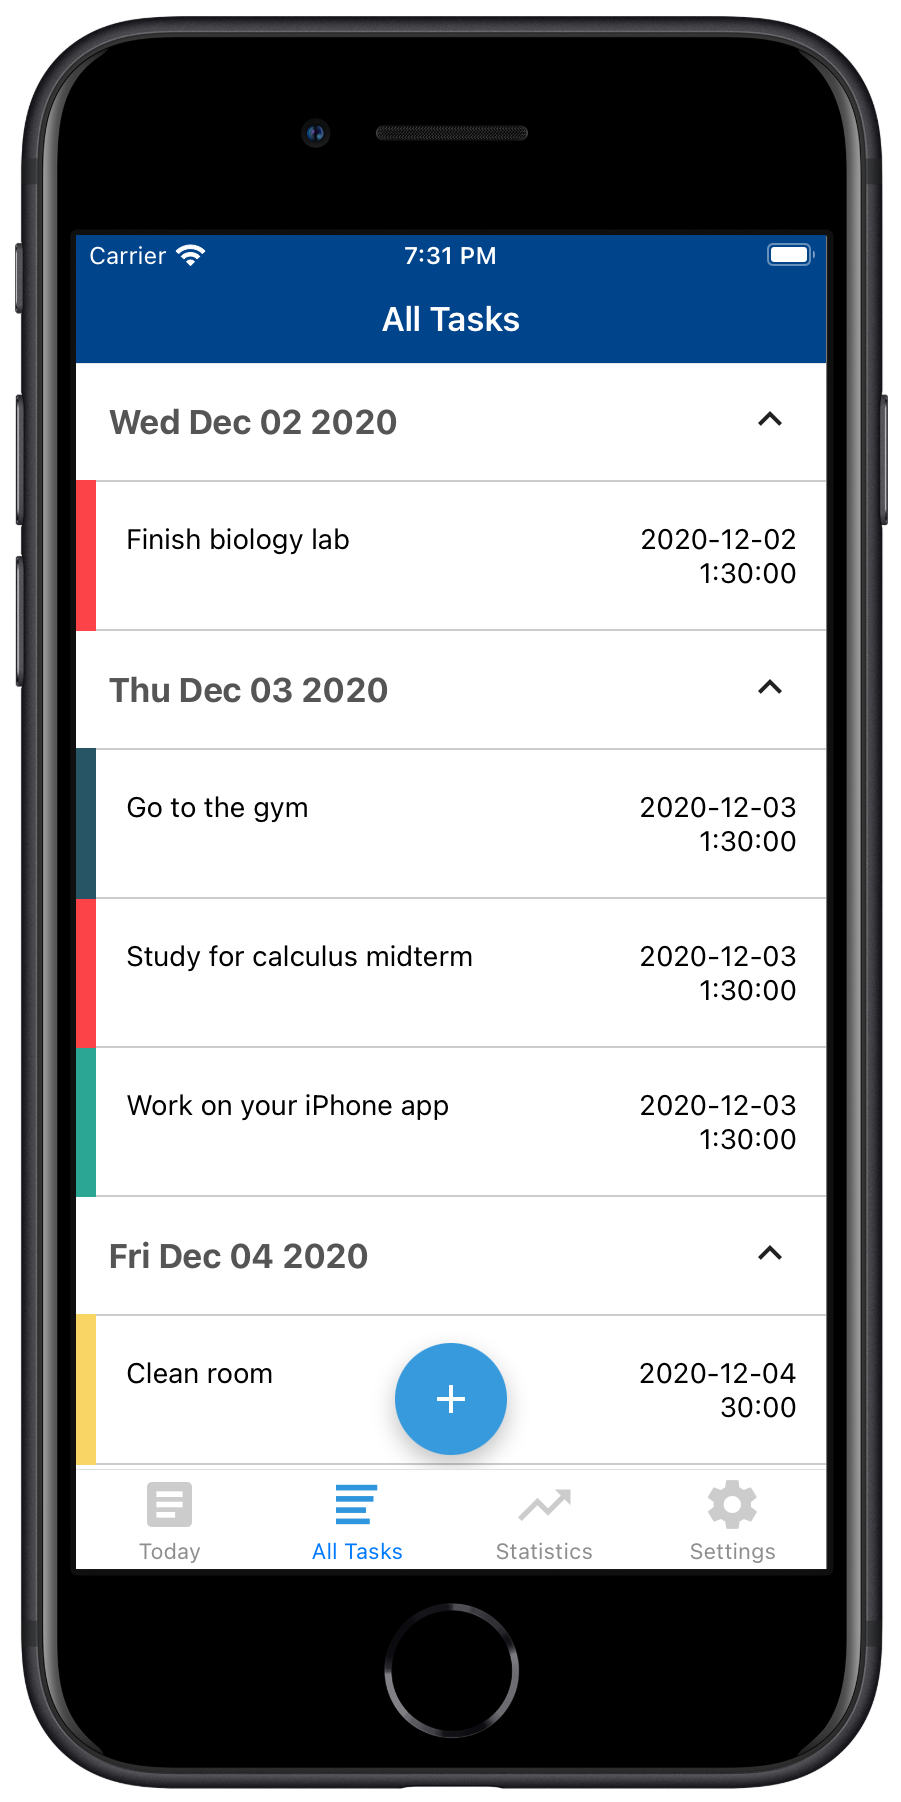 Carrier 7:31 PM
All Tasks
Wed Dec 02 2020
Finish biology lab 2020-12-02
1:30:00
Thu Dec 03 2020
Go to the gym 2020-12-03
1:30:00
Study for calculus midterm 2020-12-03
1:30:00
Work on your iPhone app 2020-12-03
1:30:00
Fri Dec 04 2020
Clean room 2020-12-04
30:00
Today All Tasks Statistics Settings